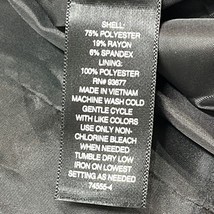 SHELL:
75% POLYESTER
19% RAYON
6% SPANDEX
LINING:
100% POLYESTER
RN# 93677
MADE IN VIETNAM
MACHINE WASH COLD
GENTLE CYCLE
WITH LIKE COLORS
USE ONLY NON-
CHLORINE BLEACH
WHEN NEEDED
TUMBLE DRY LOW
IRON ON LOWEST
SETTING AS NEEDED
74555-4